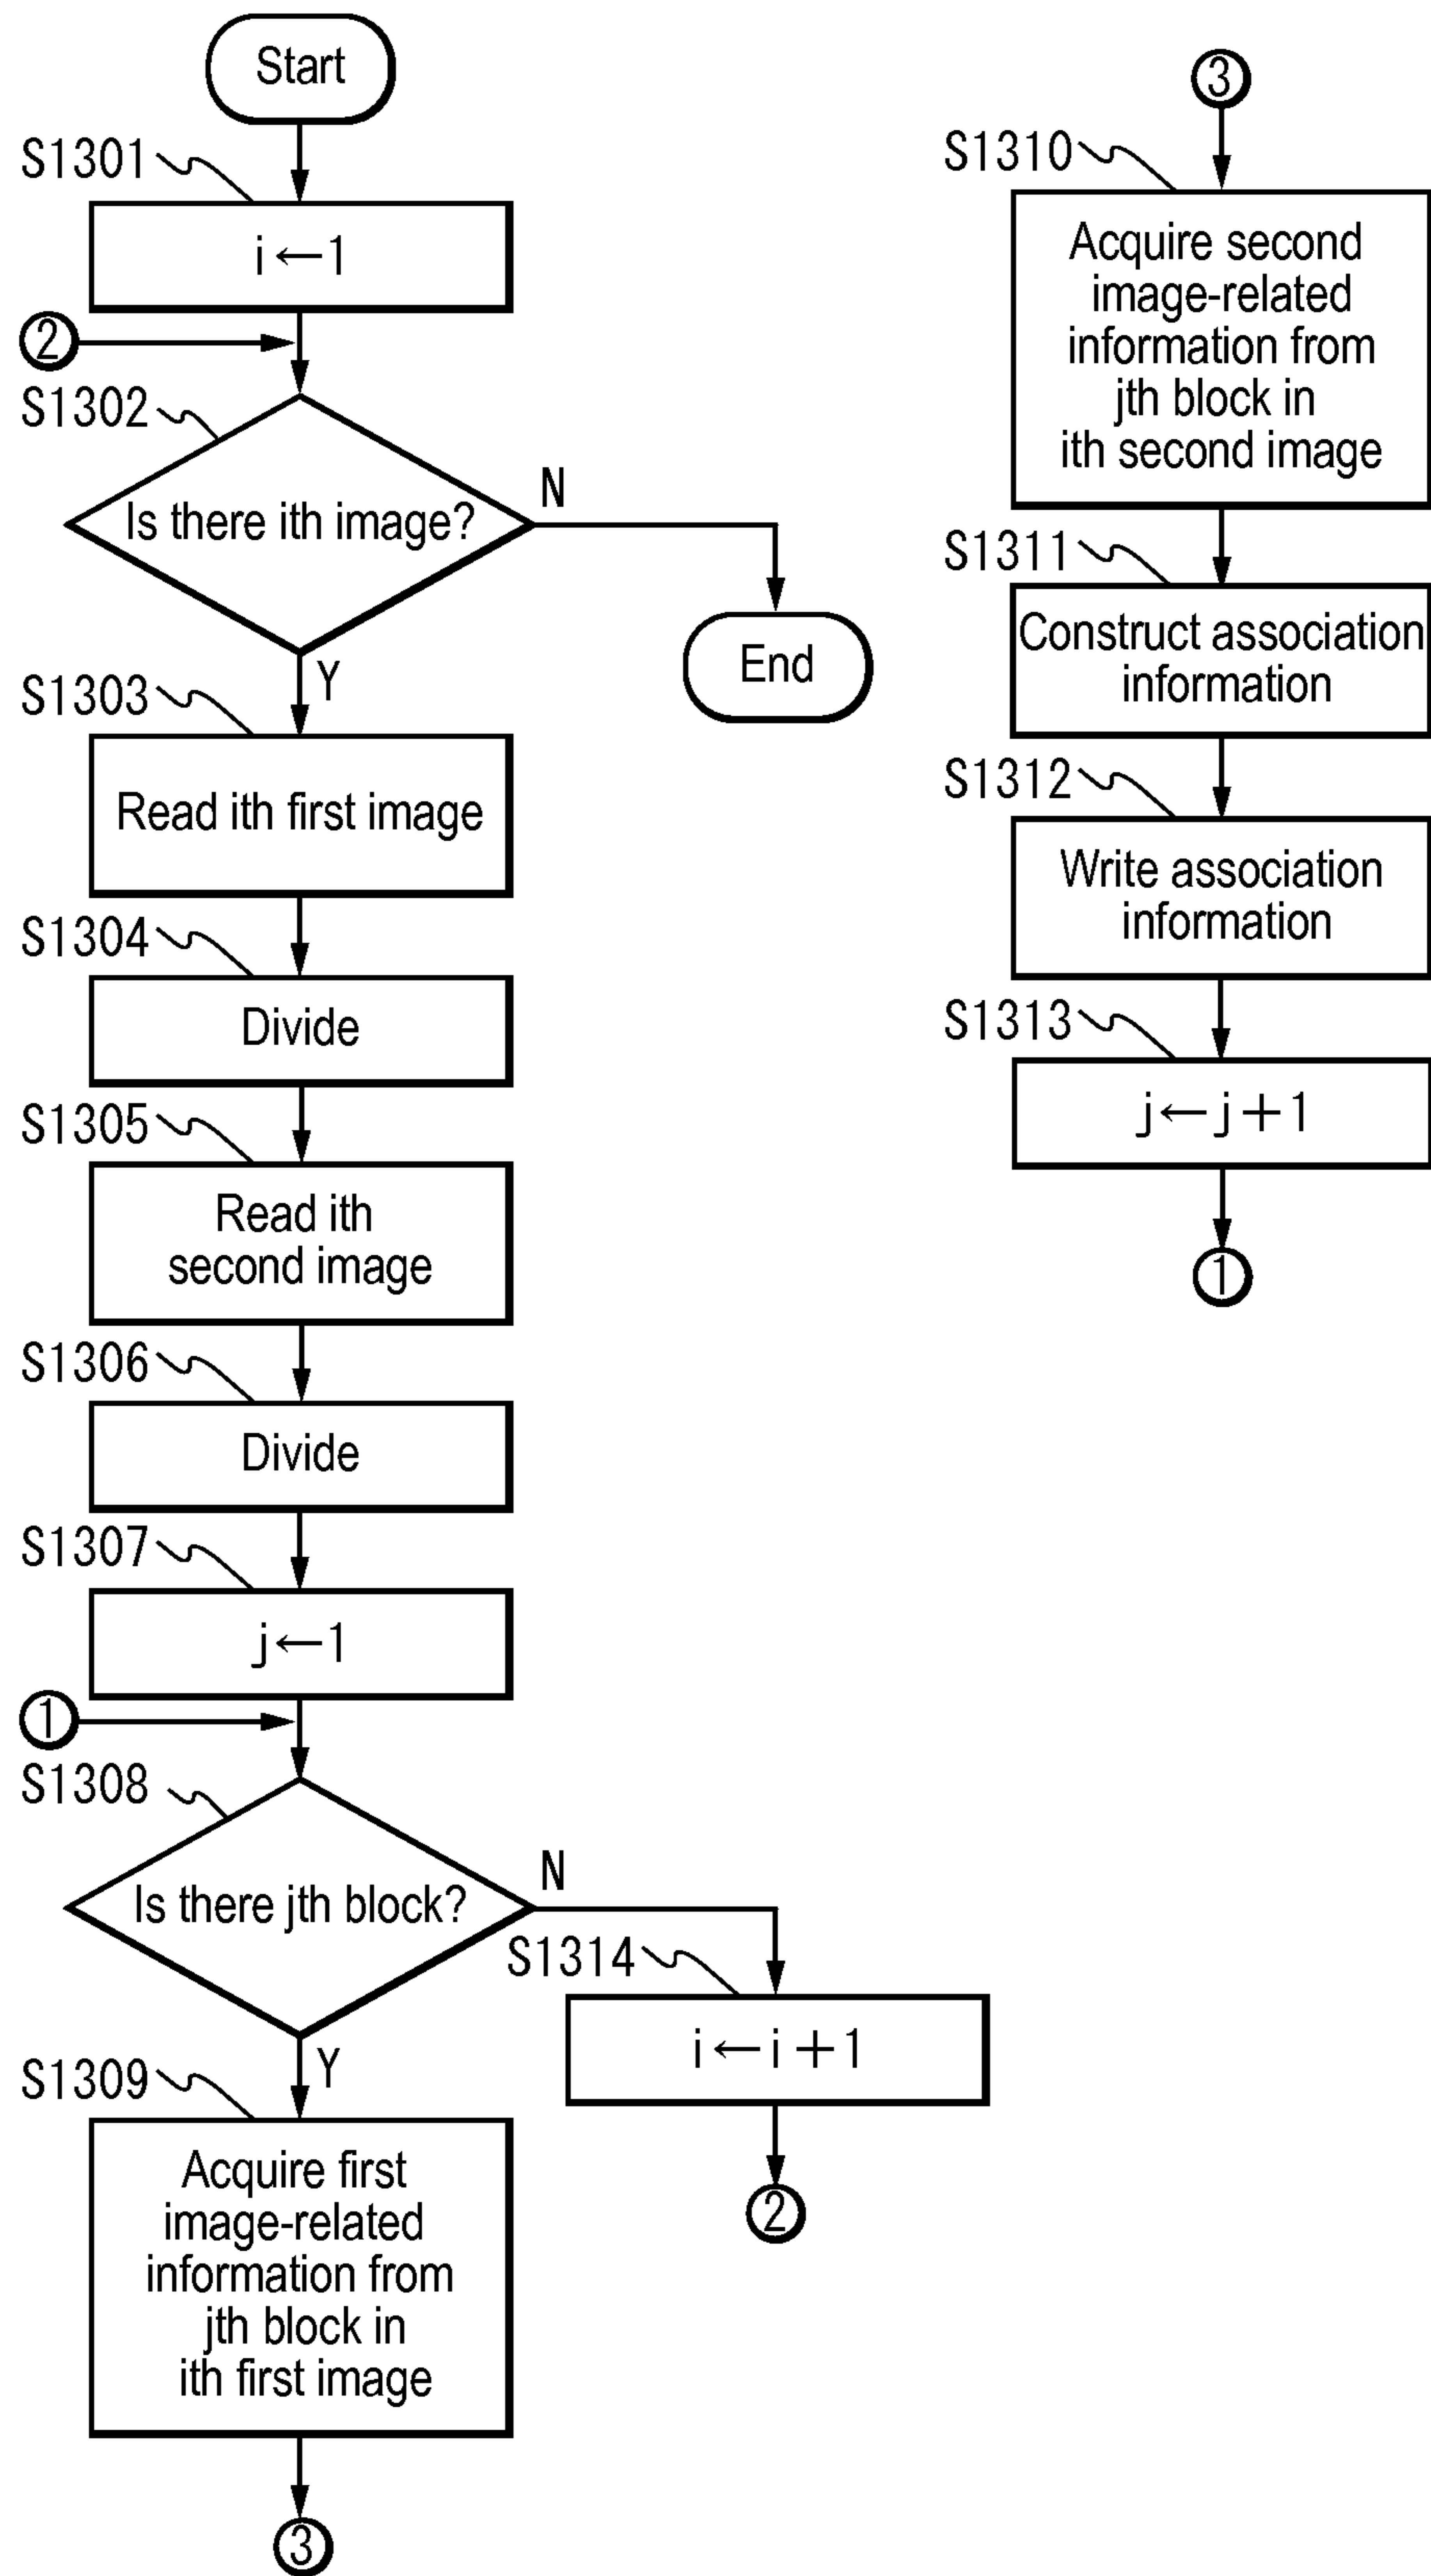 Start
S1301
i←1
②
S1302
Is there ith image?
N
End
Y
S1303
Read ith first image
S1304
Divide
S1305
Read ith
second image
S1306
Divide
S1307
j←1
①
S1308
Is there jth block?
N
S1314
i←i+1
②
Y
S1309
Acquire first
image-related
information from
jth block in
ith first image
③
③
S1310
Acquire second
image-related
information from
jth block in
ith second image
S1311
Construct association
information
S1312
Write association
information
S1313
j←j+1
①